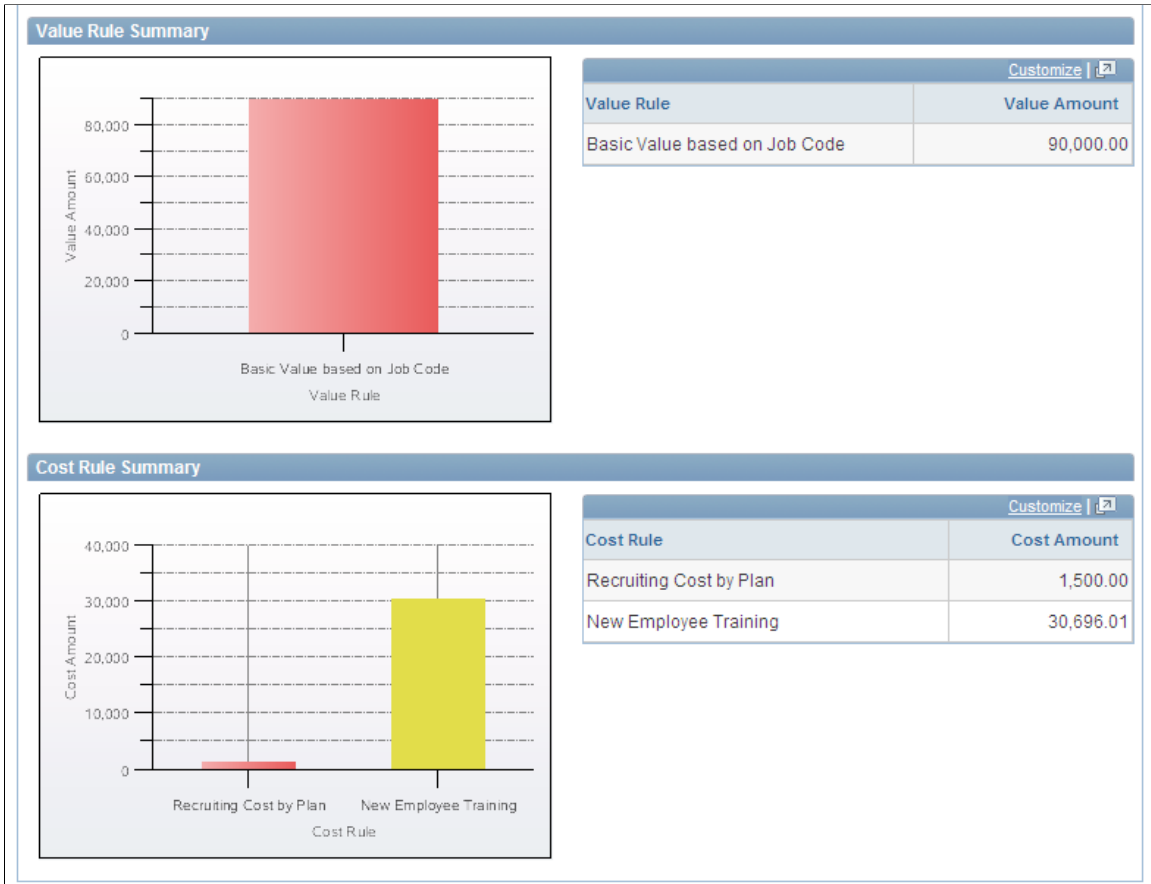 Value Rule Summary
80,000
60,000
40,000
20,000
0
Value Amount
Basic Value based on Job Code
Value Rule
Customize |
Value Rule Value Amount
Basic Value based on Job Code 90,000.00
Cost Rule Summary
40,000
30,000
20,000
10,000
0
Cost Amount
Recruiting Cost by Plan New Employee Training
Cost Rule
Customize |
Cost Rule Cost Amount
Recruiting Cost by Plan 1,500.00
New Employee Training 30,696.01